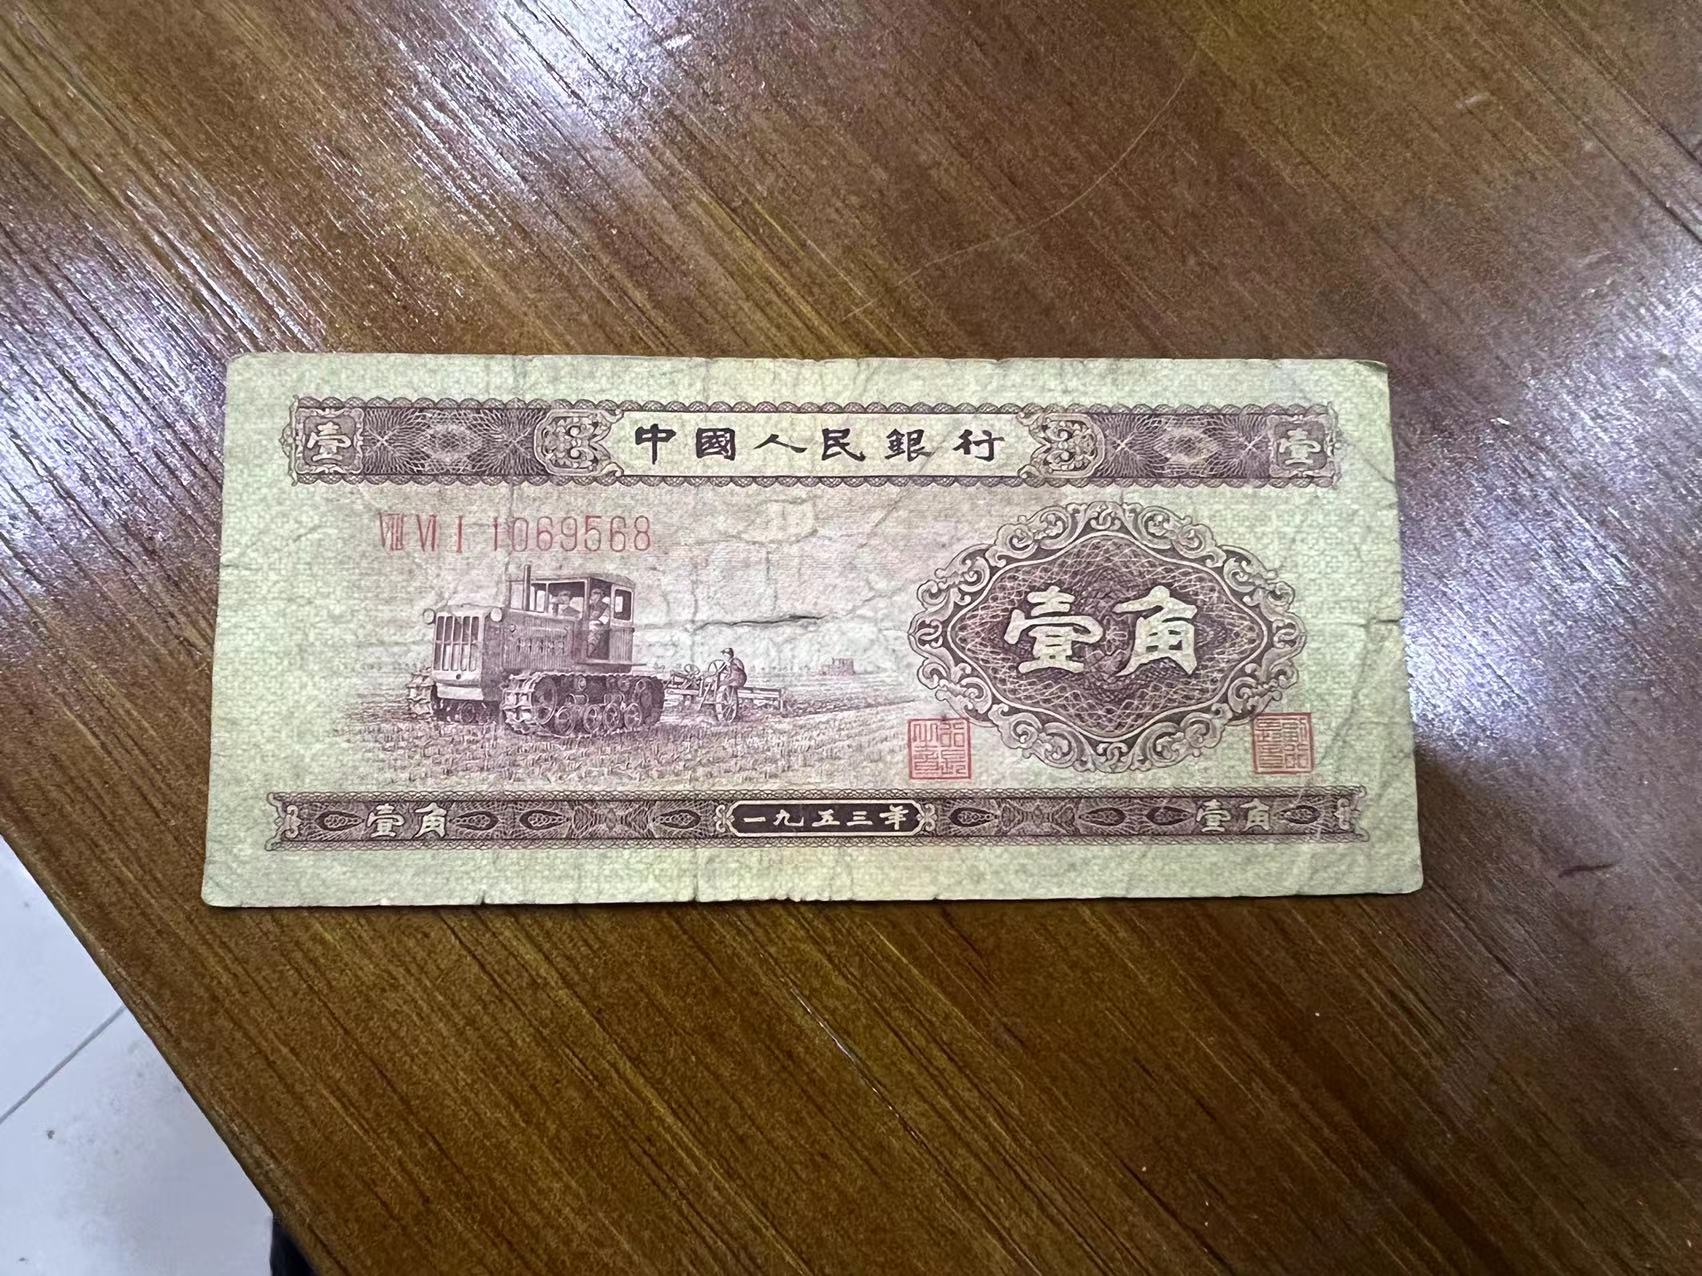 壹 中國人民銀行 壹
VIII VI I 1069568
壹角
壹角 一九五三年 壹角